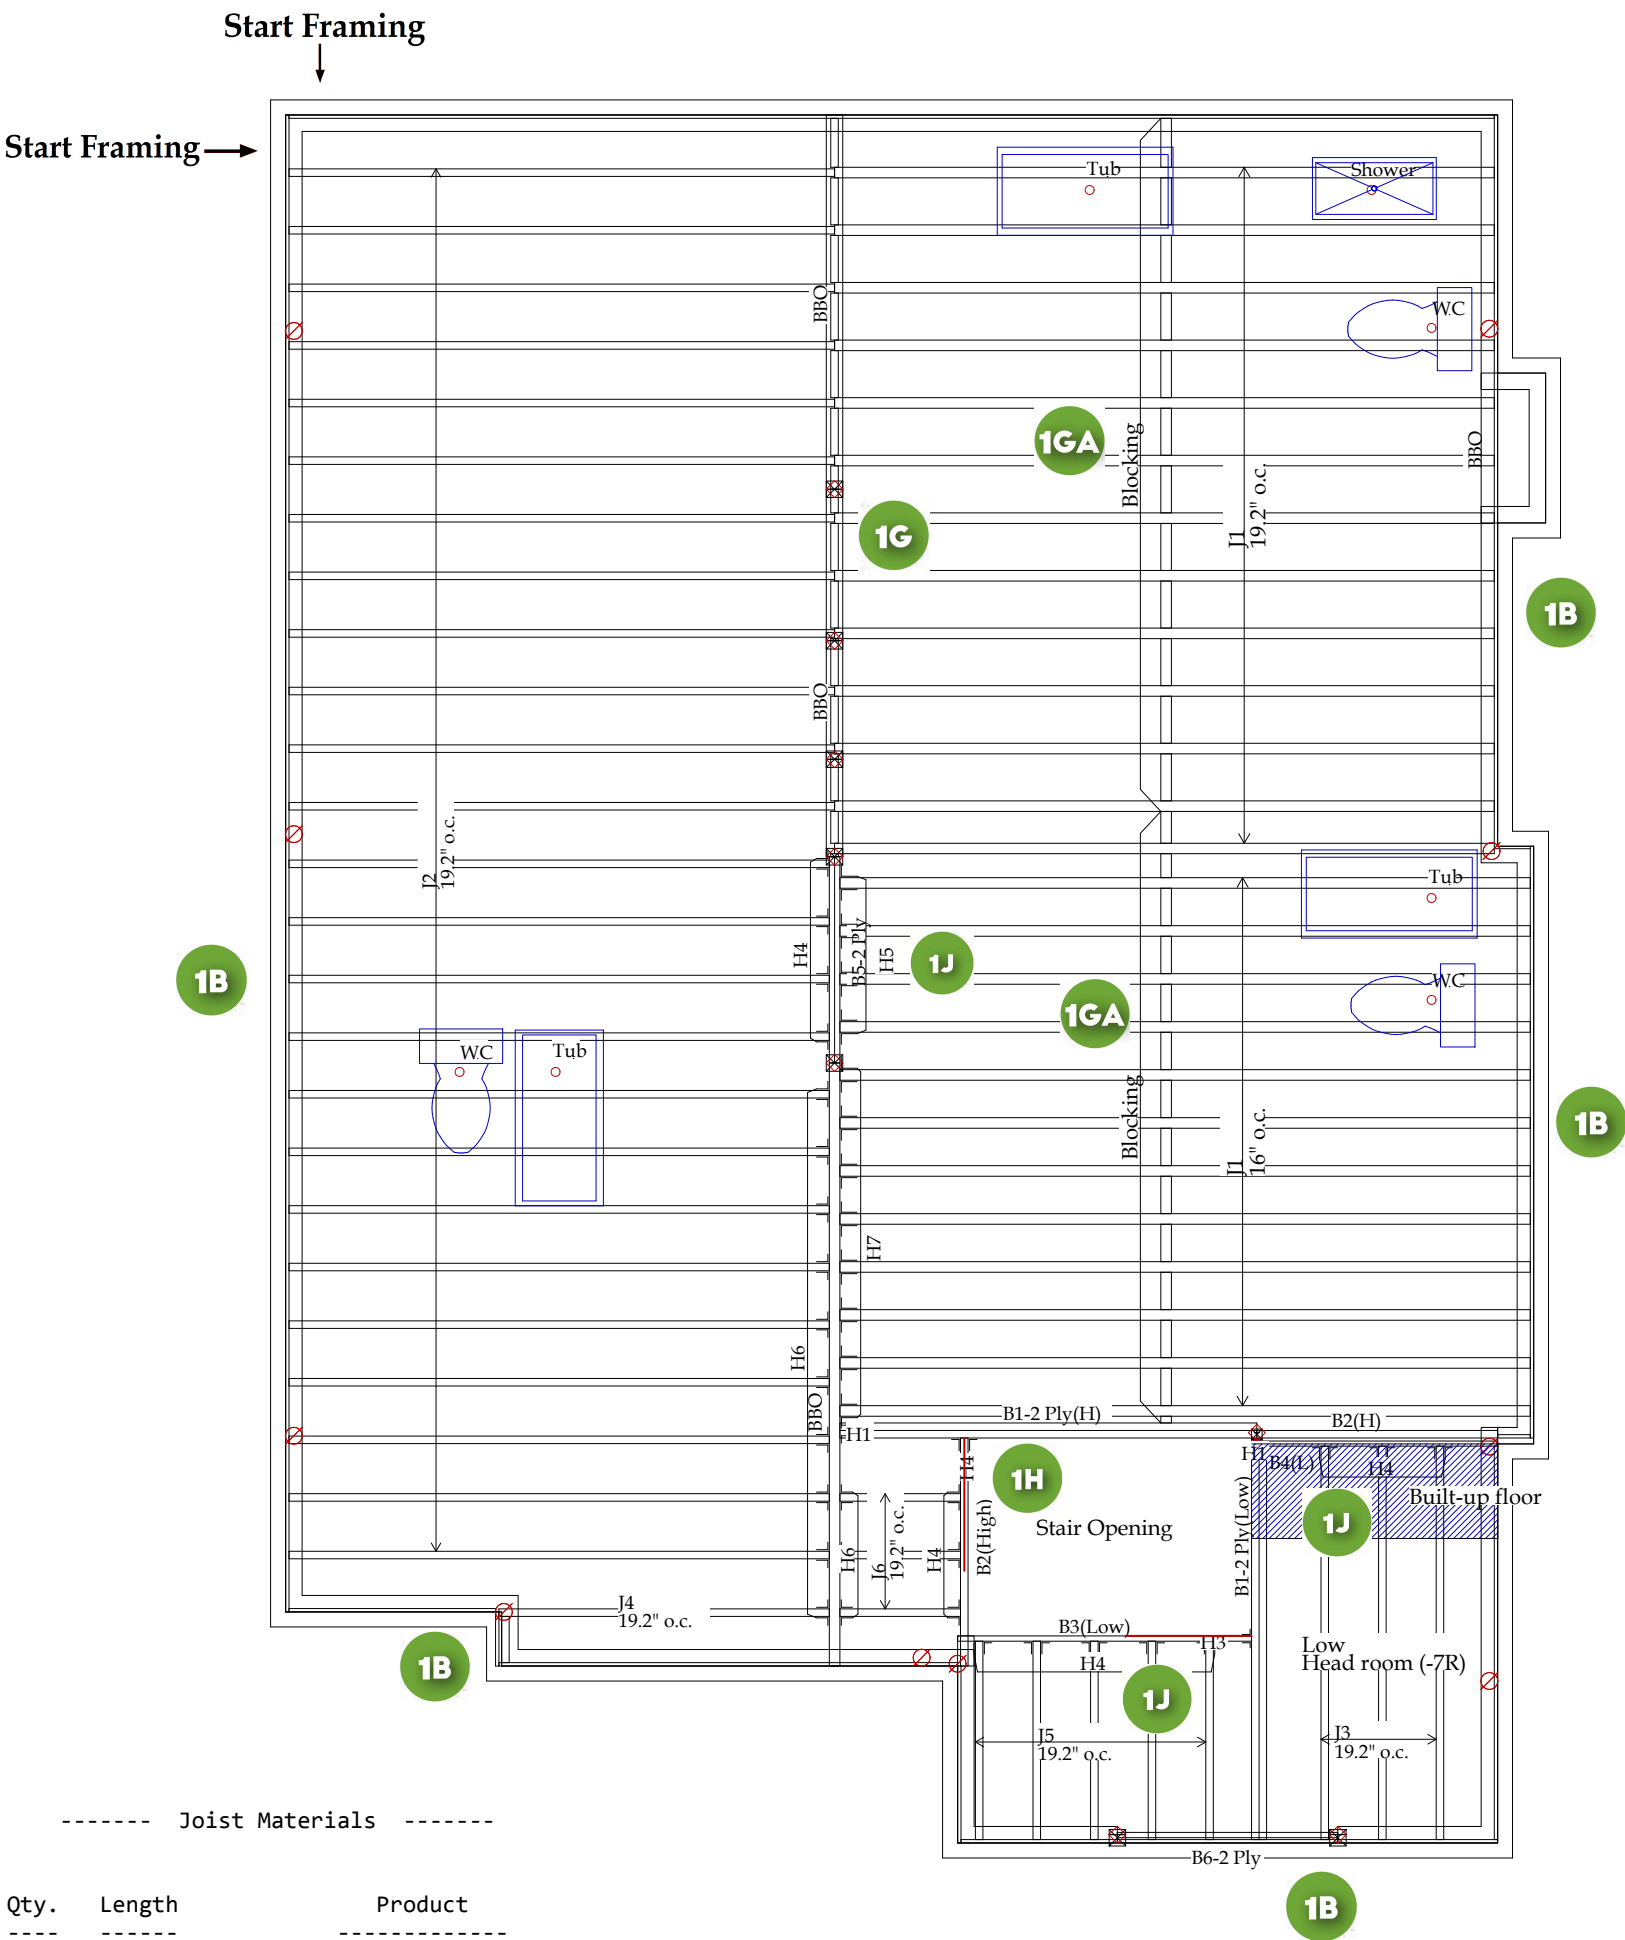 Start Framing
Start Framing
Tub
Shower
W.C
BBO
1GA
Blocking
BBO
1G
J1
19.2" o.c.
1B
BBO
J2
19.2" o.c.
Tub
H4
B5-2 Ply
H5
1J
W.C
1B
1GA
W.C
Tub
1B
Blocking
J1
16" o.c.
H7
H6
BBO
B1-2 Ply(H)
B2(H)
H1
H4
1H
H1
B4(L)
H4
Built-up floor
B2(High)
Stair Opening
B1-2 Ply(Low)
1J
H6
J6
19.2" o.c.
H4
J4
19.2" o.c.
B3(Low)
H3
H4
Low
Head room (-7R)
1B
1J
J5
19.2" o.c.
J3
19.2" o.c.
------- Joist Materials -------
B6-2 Ply
1B
Qty. Length Product
---- ------ -------------